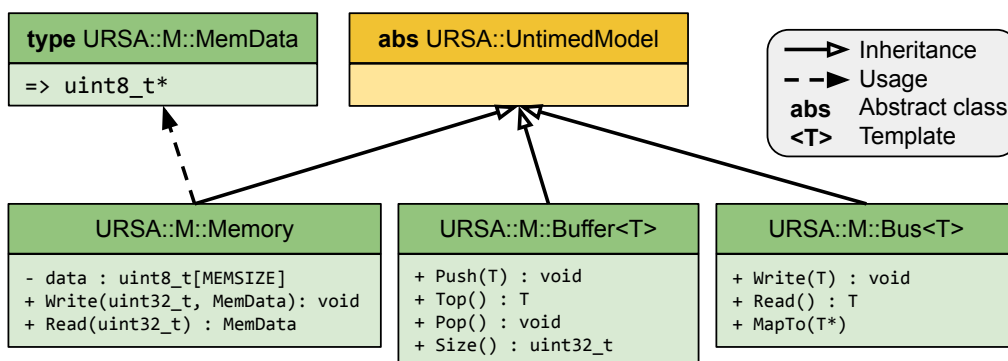 type URSA::M::MemData
=> uint8_t*
abs URSA::UntimedModel
Inheritance
Usage
abs Abstract class
<T> Template
URSA::M::Memory
- data : uint8_t[MEMSIZE]
+ Write(uint32_t, MemData): void
+ Read(uint32_t) : MemData
URSA::M::Buffer<T>
+ Push(T) : void
+ Top() : T
+ Pop() : void
+ Size() : uint32_t
URSA::M::Bus<T>
+ Write(T) : void
+ Read() : T
+ MapTo(T*)